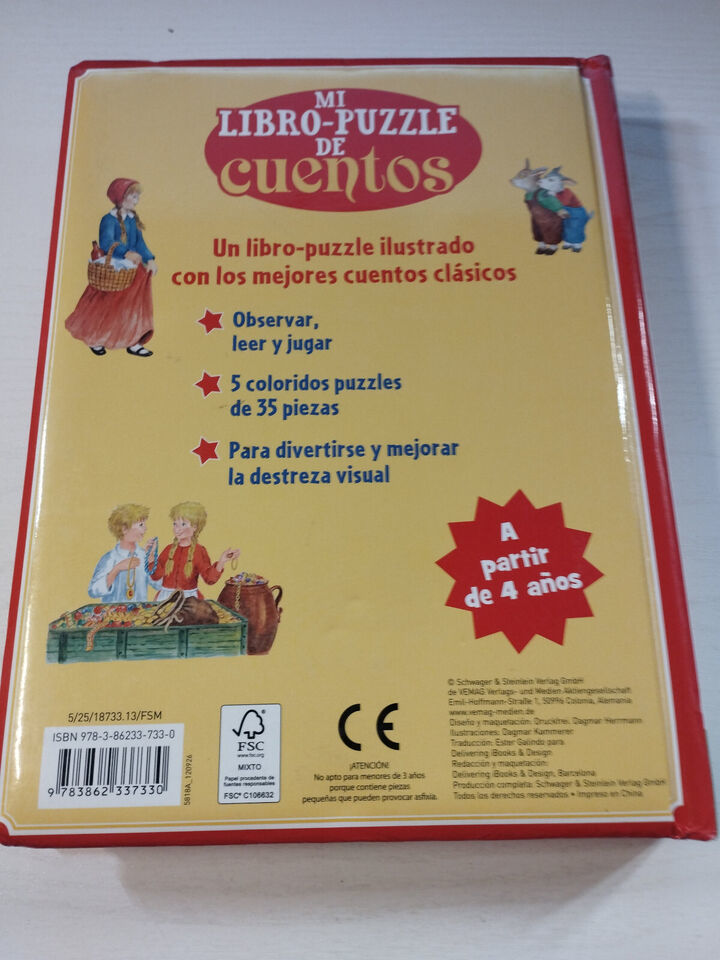 MI
LIBRO-PUZZLE
DE
cuentos
Un libro-puzzle ilustrado
con los mejores cuentos clásicos
Observar,
leer y jugar
5 coloridos puzzles
de 35 piezas
Para divertirse y mejorar
la destreza visual
A
partir
de 4 años
5/25/18733.13/FSM
ISBN 978-3-86233-733-0
9 783862 337330
5818A_120926
FSC
www.fsc.org
MIXTO
Papel procedente de
fuentes responsables
FSC® C106632
CE
¡ATENCIÓN!
No apto para menores de 3 años
porque contiene piezas
pequeñas que pueden provocar asfixia.
© Schwager & Steinlein Verlag GmbH
de VEMAG Verlags- und Medien Aktiengesellschaft
Emil-Hoffmann-Straße 1, 50996 Colonia, Alemania
www.vemag-medien.de
Diseño y maquetación: Druckfrei. Dagmar Herrmann
Ilustraciones: Dagmar Kammerer
Traducción: Ester Galindo para
Delivering iBooks & Design
Redacción y maquetación:
Delivering iBooks & Design, Barcelona
Producción completa: Schwager & Steinlein Verlag GmbH
Todos los derechos reservados • Impreso en China